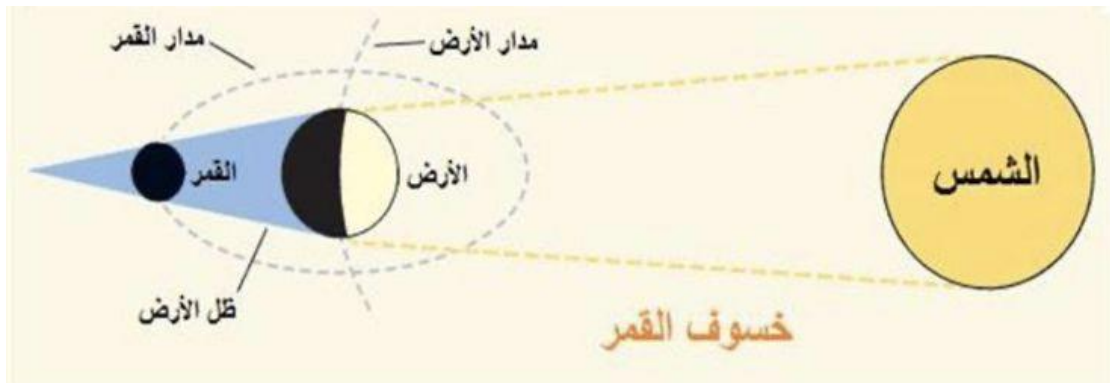 مدار الأرض
مدار القمر
الشمس
الأرض
القمر
ظل الأرض
خسوف القمر